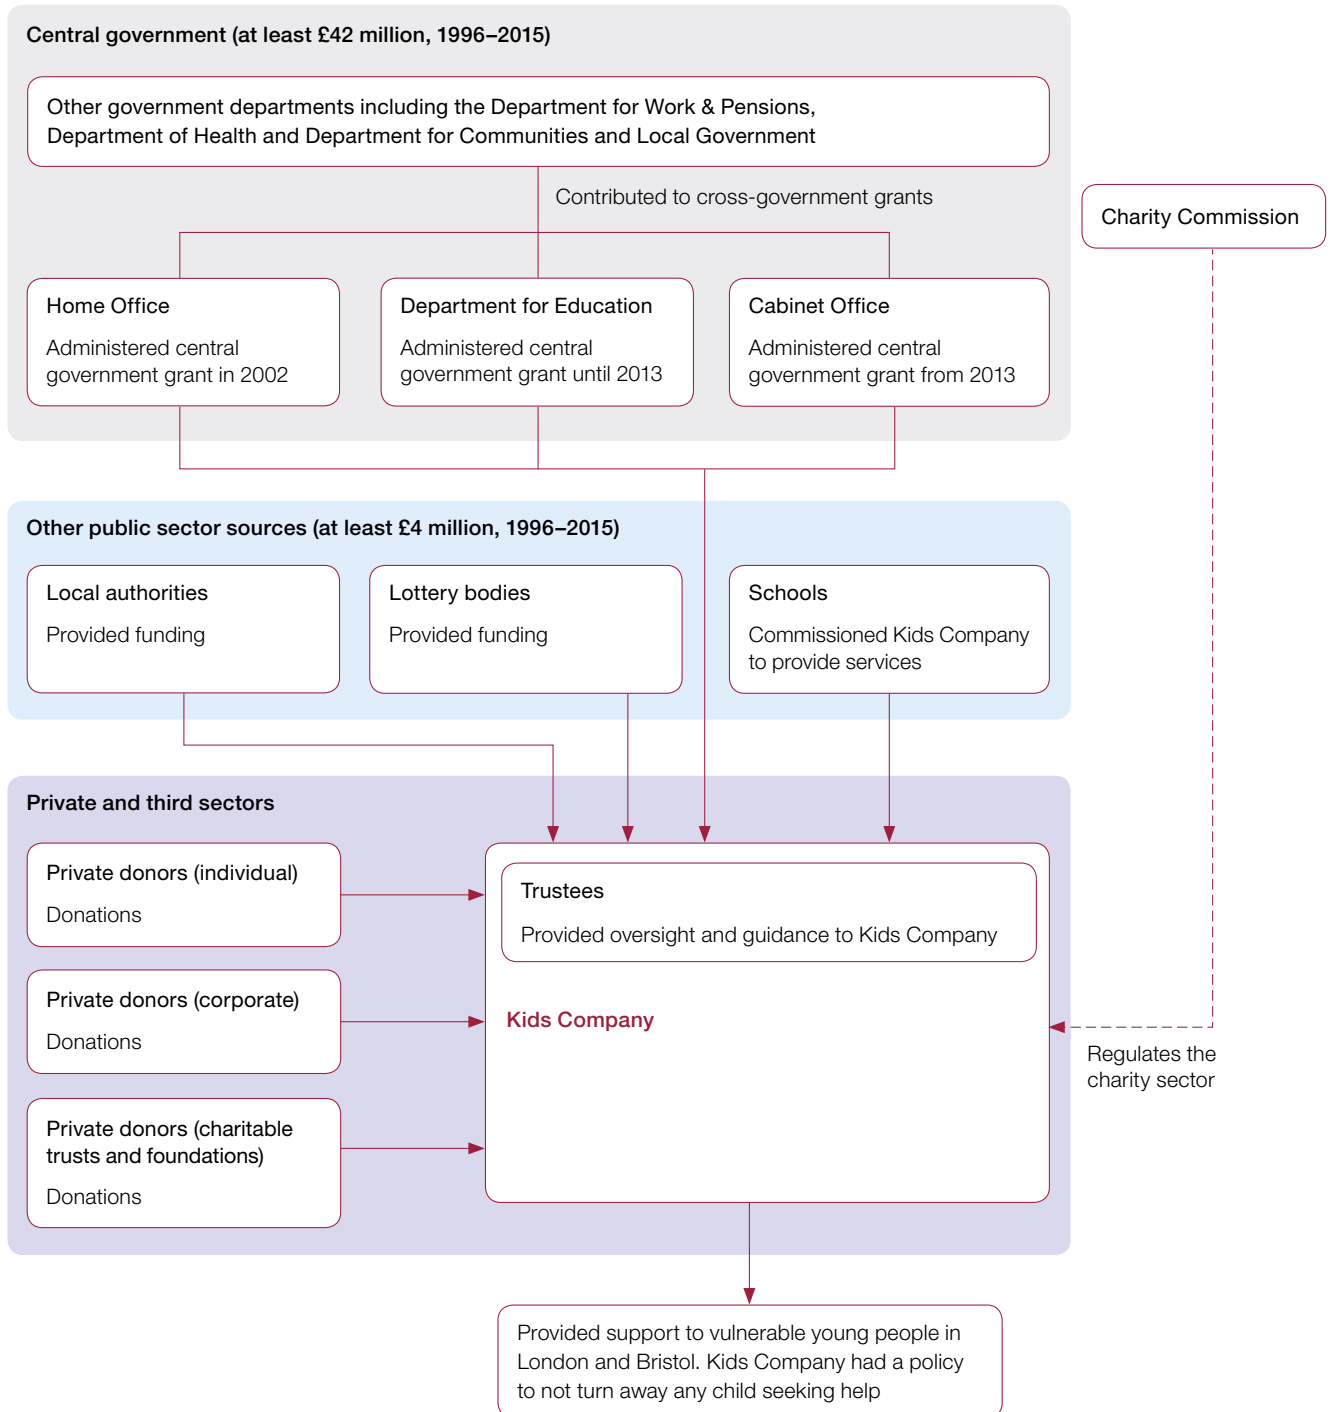 Central government (at least £42 million, 1996–2015)
Other government departments including the Department for Work & Pensions,
Department of Health and Department for Communities and Local Government
Contributed to cross-government grants
Charity Commission
Home Office
Administered central
government grant in 2002
Department for Education
Administered central
government grant until 2013
Cabinet Office
Administered central
government grant from 2013
Other public sector sources (at least £4 million, 1996–2015)
Local authorities
Provided funding
Lottery bodies
Provided funding
Schools
Commissioned Kids Company
to provide services
Private and third sectors
Private donors (individual)
Donations
Trustees
Provided oversight and guidance to Kids Company
Private donors (corporate)
Donations
Kids Company
Regulates the
charity sector
Private donors (charitable
trusts and foundations)
Donations
Provided support to vulnerable young people in
London and Bristol. Kids Company had a policy
to not turn away any child seeking help